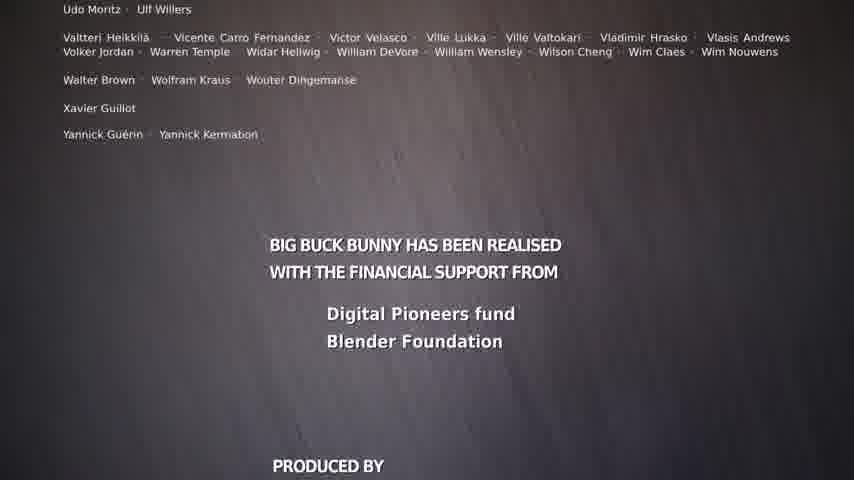 Udo Moritz · Ulf Willers
Valtteri Heikkilä · Vicente Carro Fernandez · Victor Velasco · Ville Lukka · Ville Valtokari · Vladimir Hrasko · Vlasis Andrews
Volker Jordan · Warren Temple · Widar Hellwig · William DeVore · William Wensley · Wilson Cheng · Wim Claes · Wim Nouwens
Walter Brown · Wolfram Kraus · Wouter Dingemanse
Xavier Guillot
Yannick Guérin · Yannick Kermabon
BIG BUCK BUNNY HAS BEEN REALISED
WITH THE FINANCIAL SUPPORT FROM
Digital Pioneers fund
Blender Foundation
PRODUCED BY